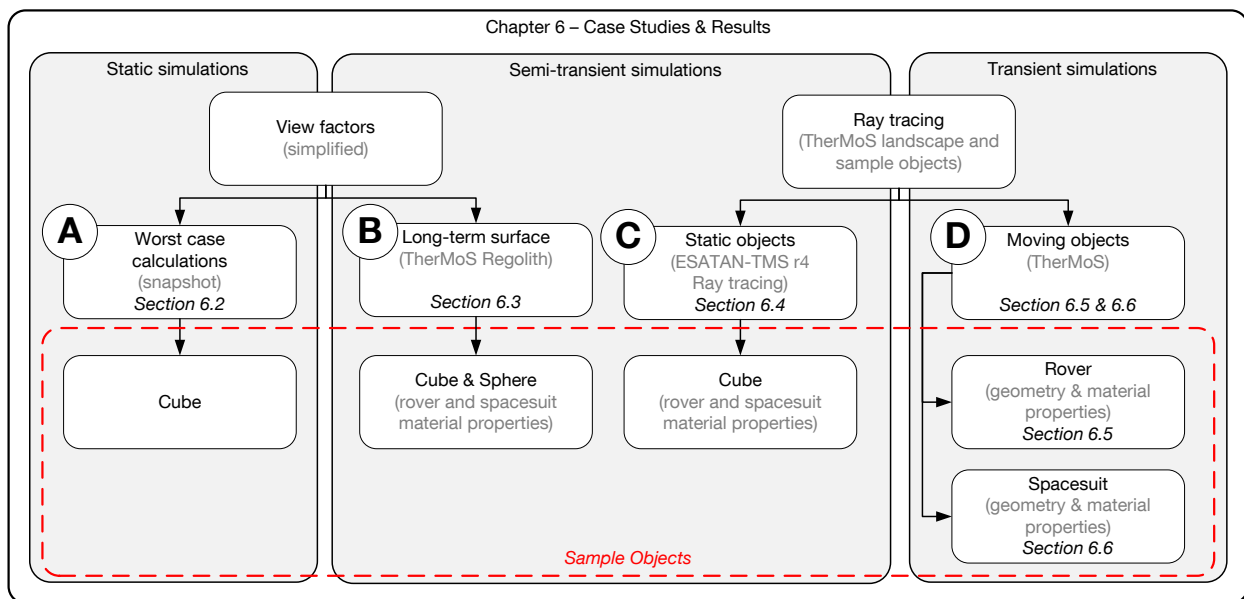 Chapter 6 – Case Studies & Results
Static simulations
Semi-transient simulations
Transient simulations
View factors
(simplified)
Ray tracing
(TherMoS landscape and
sample objects)
A
Worst case
calculations
(snapshot)
Section 6.2
B
Long-term surface
(TherMoS Regolith)
Section 6.3
C
Static objects
(ESATAN-TMS r4
Ray tracing)
Section 6.4
D
Moving objects
(TherMoS)
Section 6.5 & 6.6
Cube
Cube & Sphere
(rover and spacesuit
material properties)
Cube
(rover and spacesuit
material properties)
Rover
(geometry & material
properties)
Section 6.5
Spacesuit
(geometry & material
properties)
Section 6.6
Sample Objects